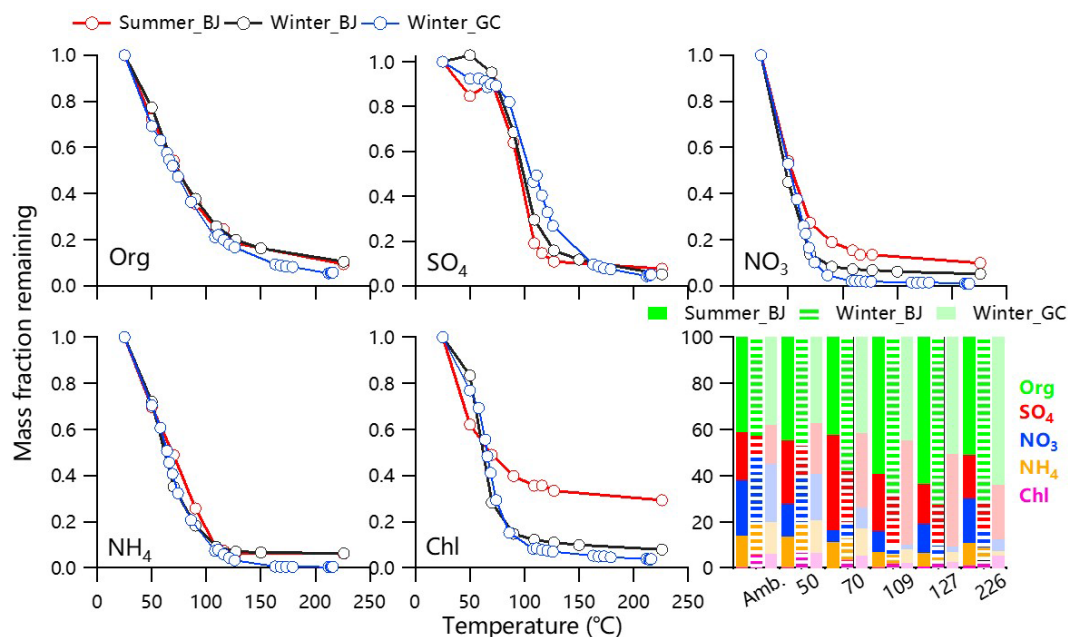 Summer_BJ Winter_BJ Winter_GC
1.0 1.0 1.0
0.8 0.8 0.8
0.6 0.6 0.6
0.4 0.4 0.4
0.2 0.2 0.2
0.0 0.0 0.0
Org SO4 NO3
Mass fraction remaining
Summer_BJ Winter_BJ Winter_GC
1.0 1.0 100
0.8 0.8 80
0.6 0.6 60
0.4 0.4 40
0.2 0.2 20
0.0 0.0 0
NH4 Chl
Org
SO4
NO3
NH4
Chl
0 50 100 150 200 250 0 50 100 150 200 250 Amb. 50 70 109 127 226
Temperature (℃)